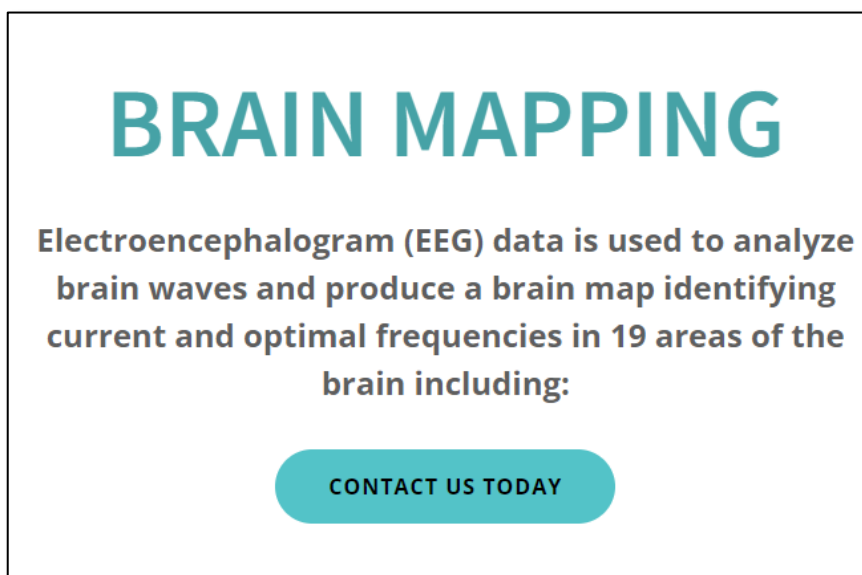 BRAIN MAPPING
Electroencephalogram (EEG) data is used to analyze
brain waves and produce a brain map identifying
current and optimal frequencies in 19 areas of the
brain including:
CONTACT US TODAY